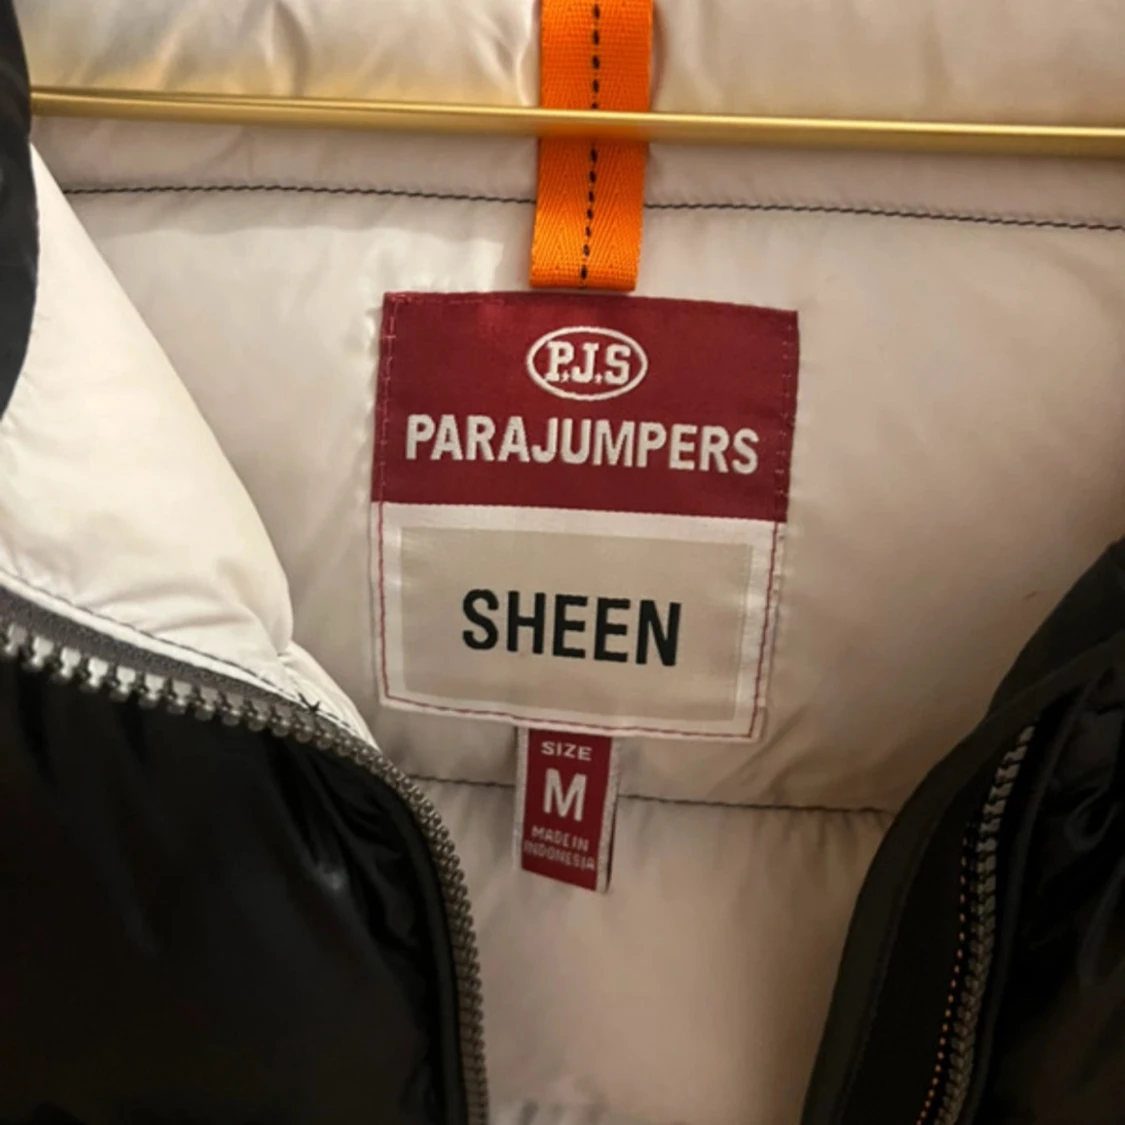 P.J.S
PARAJUMPERS
SHEEN
SIZE
M
MADE IN
INDONESIA